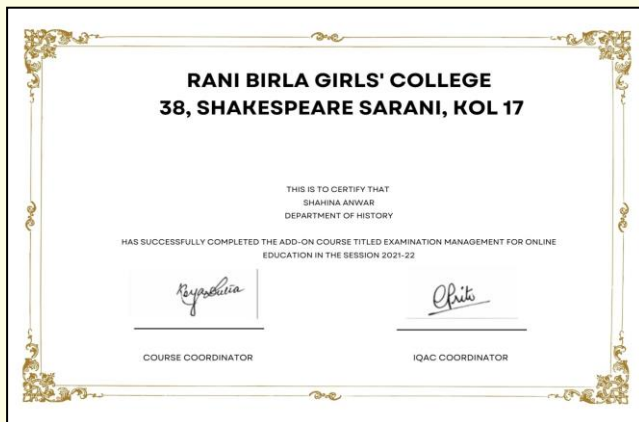 RANI BIRLA GIRLS' COLLEGE
38, SHAKESPEARE SARANI, KOL 17
THIS IS TO CERTIFY THAT
SHAHINA ANWAR
DEPARTMENT OF HISTORY
HAS SUCCESSFULLY COMPLETED THE ADD-ON COURSE TITLED EXAMINATION MANAGEMENT FOR ONLINE
EDUCATION IN THE SESSION 2021-22
COURSE COORDINATOR
IQAC COORDINATOR